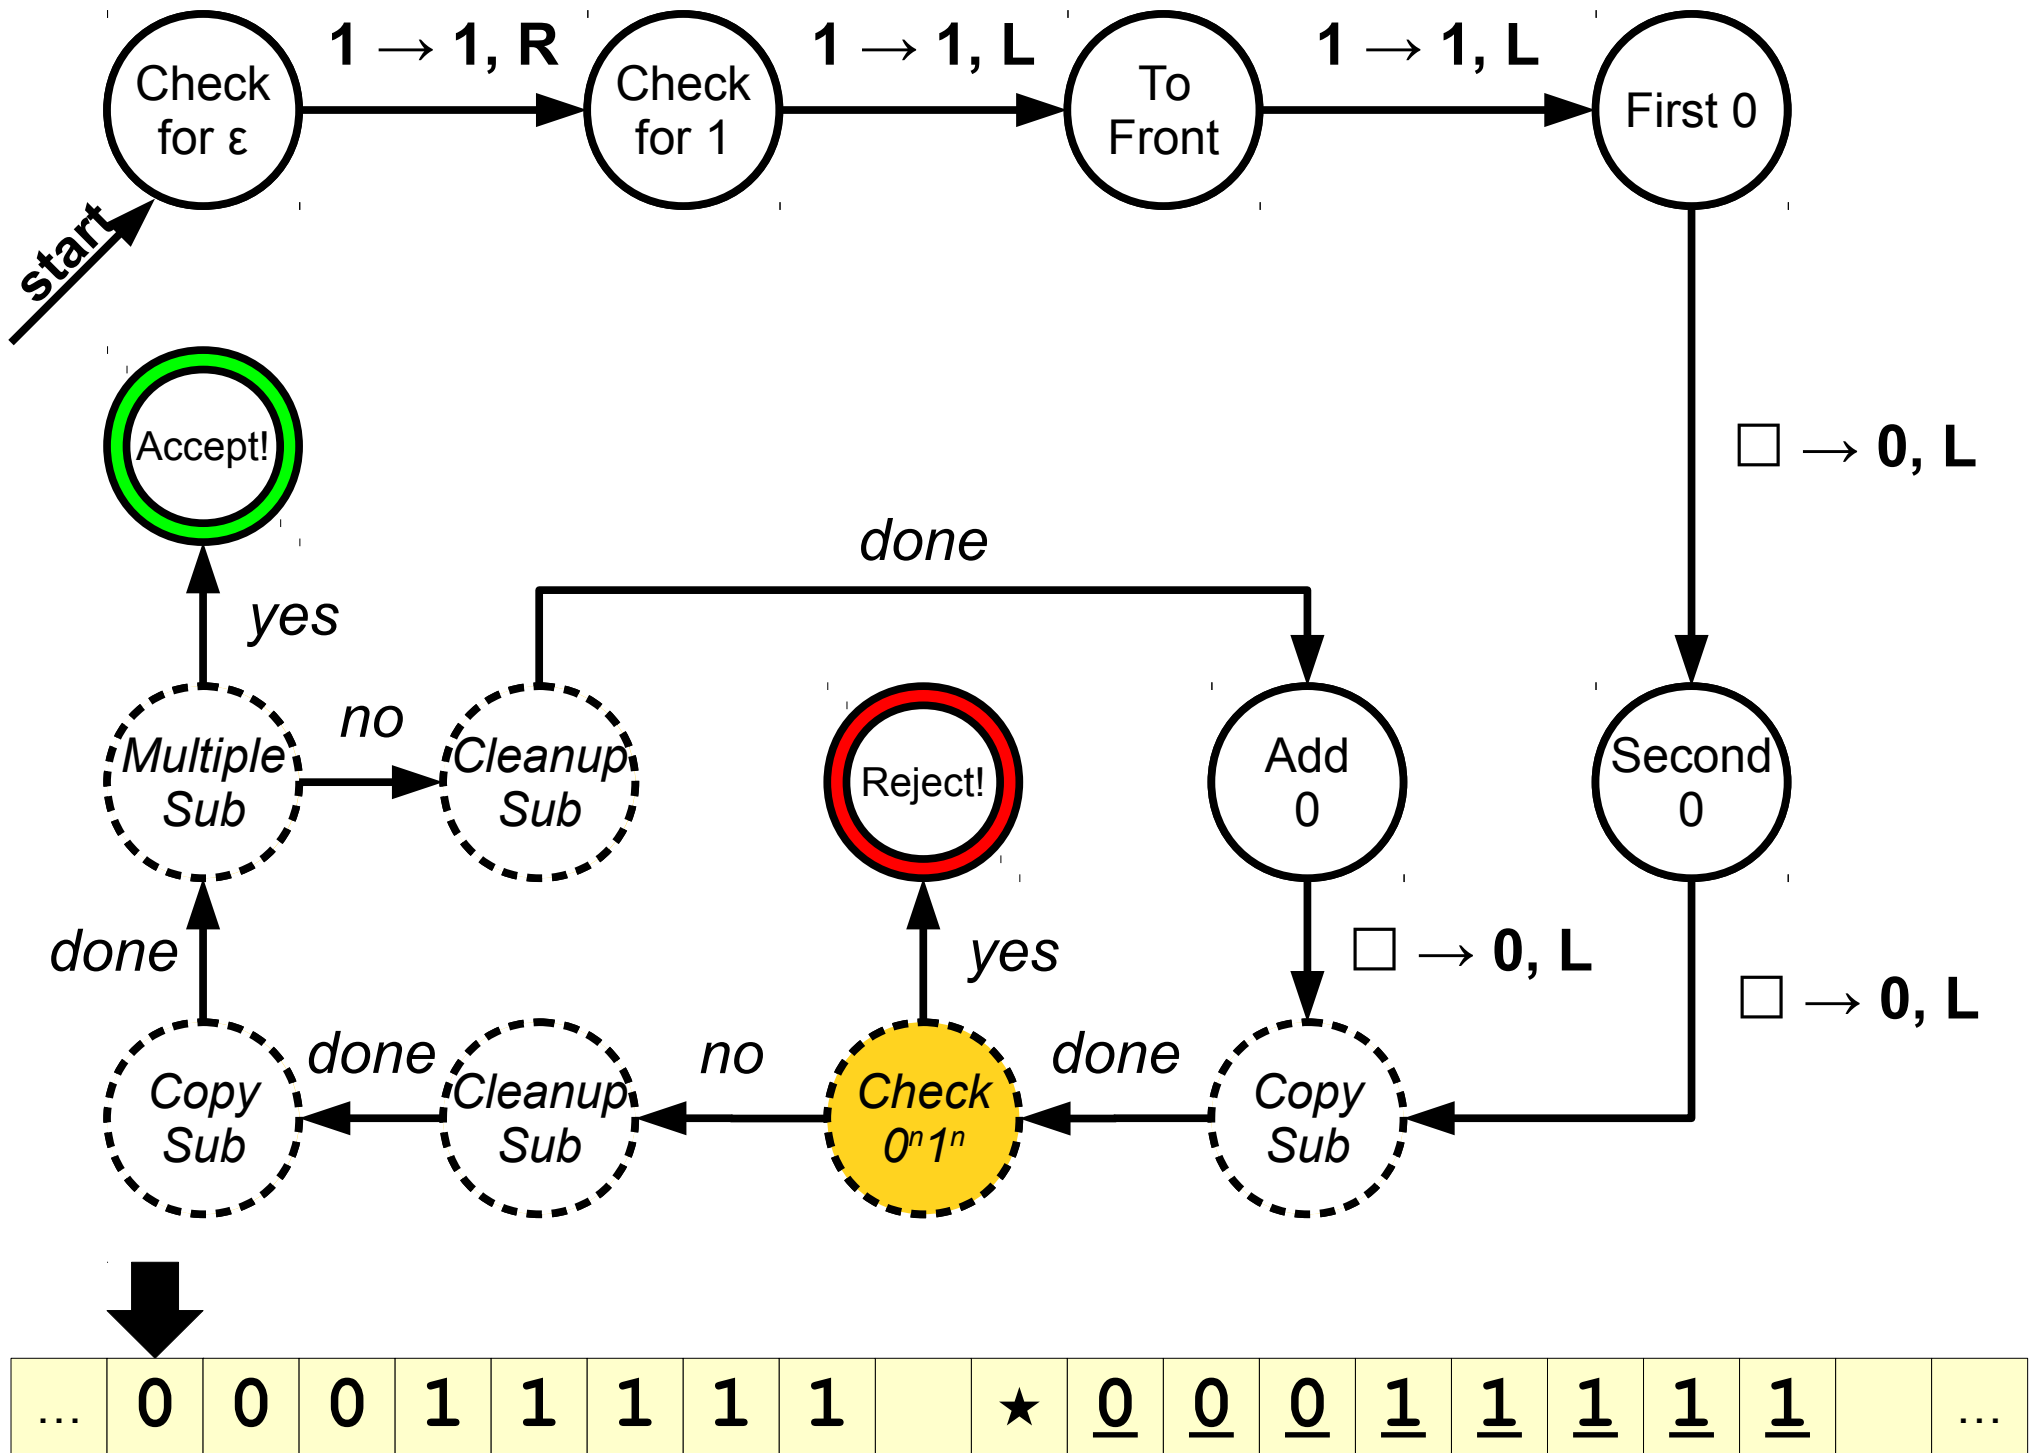 1 → 1, R
1 → 1, L
1 → 1, L
Check
for ε
Check
for 1
To
Front
First 0
start
□ → 0, L
Accept!
done
yes
no
Multiple
Sub
Cleanup
Sub
Reject!
Add
0
Second
0
done
yes
□ → 0, L
□ → 0, L
Copy
Sub
done
Cleanup
Sub
no
Check
0ⁿ1ⁿ
done
Copy
Sub
... 0 0 0 1 1 1 1 1 ★ 0 0 0 1 1 1 1 1 ...